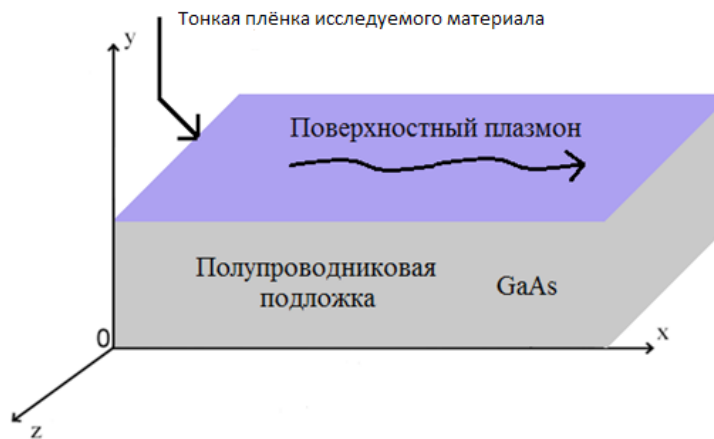 Тонкая плёнка исследуемого материала
y
Поверхностный плазмон
Полупроводниковая
подложка
GaAs
0
x
z